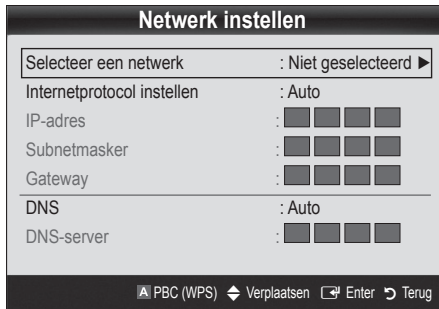 Netwerk instellen
Selecteer een netwerk : Niet geselecteerd ►
Internetprotocol instellen : Auto
IP-adres :
Subnetmasker :
Gateway :
DNS : Auto
DNS-server :
A PBC (WPS) Verplaatsen Enter Terug